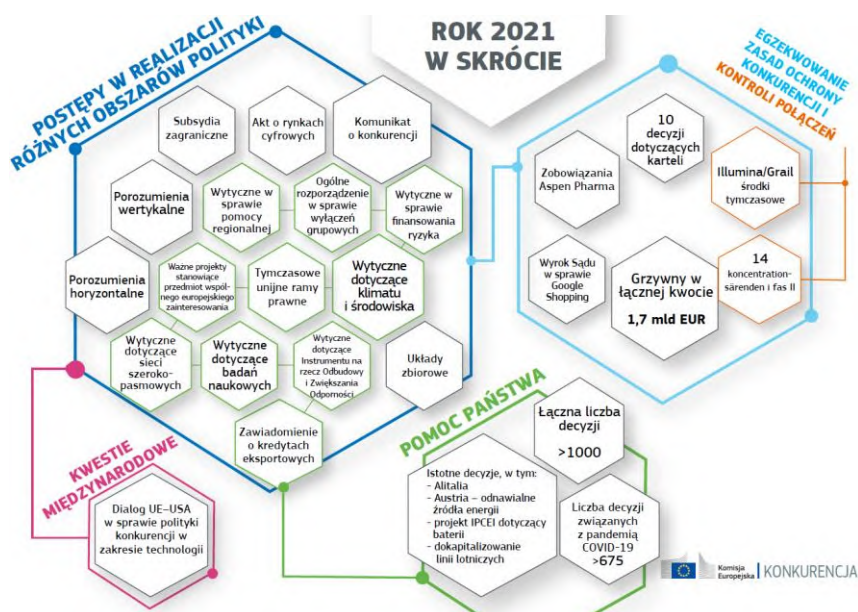 ROK 2021
W SKRÓCIE
POSTĘPY W REALIZACJI
RÓŻNYCH OBSZARÓW POLITYKI
Subsydia
zagraniczne
Akt o rynkach
cyfrowych
Komunikat
o konkurencji
Porozumienia
wertykalne
Wytyczne w
sprawie
pomocy
regionalnej
Ogólne
rozporządzenie
w sprawie
wyłączeń
grupowych
Wytyczne w
sprawie
finansowania
ryzyka
Porozumienia
horyzontalne
Ważne projekty
stanowiące
przedmiot wspól-
nego europejskiego
zainteresowania
Tymczasowe
unijne ramy
prawne
Wytyczne
dotyczące
klimatu
i środowiska
Wytyczne
dotyczące
sieci
szeroko-
pasmowych
Wytyczne
dotyczące
badań
naukowych
Wytyczne
dotyczące
Instrumentu na
rzecz Odbudowy
i Zwiększania
Odporności
Układy
zbiorowe
Zawiadomienie
o kredytach
eksportowych
EGZEKWOWANIE
ZASAD OCHRONY
KONKURENCJI I
KONTROLI POŁĄCZEŃ
10
decyzji
dotyczących
karteli
Zobowiązania
Aspen Pharma
Illumina/Grail
środki
tymczasowe
Wyrok Sądu
w sprawie
Google
Shopping
Grzywny w
łącznej kwocie
1,7 mld EUR
14
koncentration-
särenden i fas II
KWESTIE
MIĘDZYNARODOWE
Dialog UE–USA
w sprawie polityki
konkurencji w
zakresie technologii
POMOC PAŃSTWA
Łączna liczba
decyzji
>1000
Istotne decyzje, w tym:
- Alitalia
- Austria – odnawialne
źródła energii
- projekt IPCEI dotyczący
baterii
- dokapitalizowanie
linii lotniczych
Liczba decyzji
związanych
z pandemią
COVID-19
>675
Komisja
Europejska
KONKURENCJA